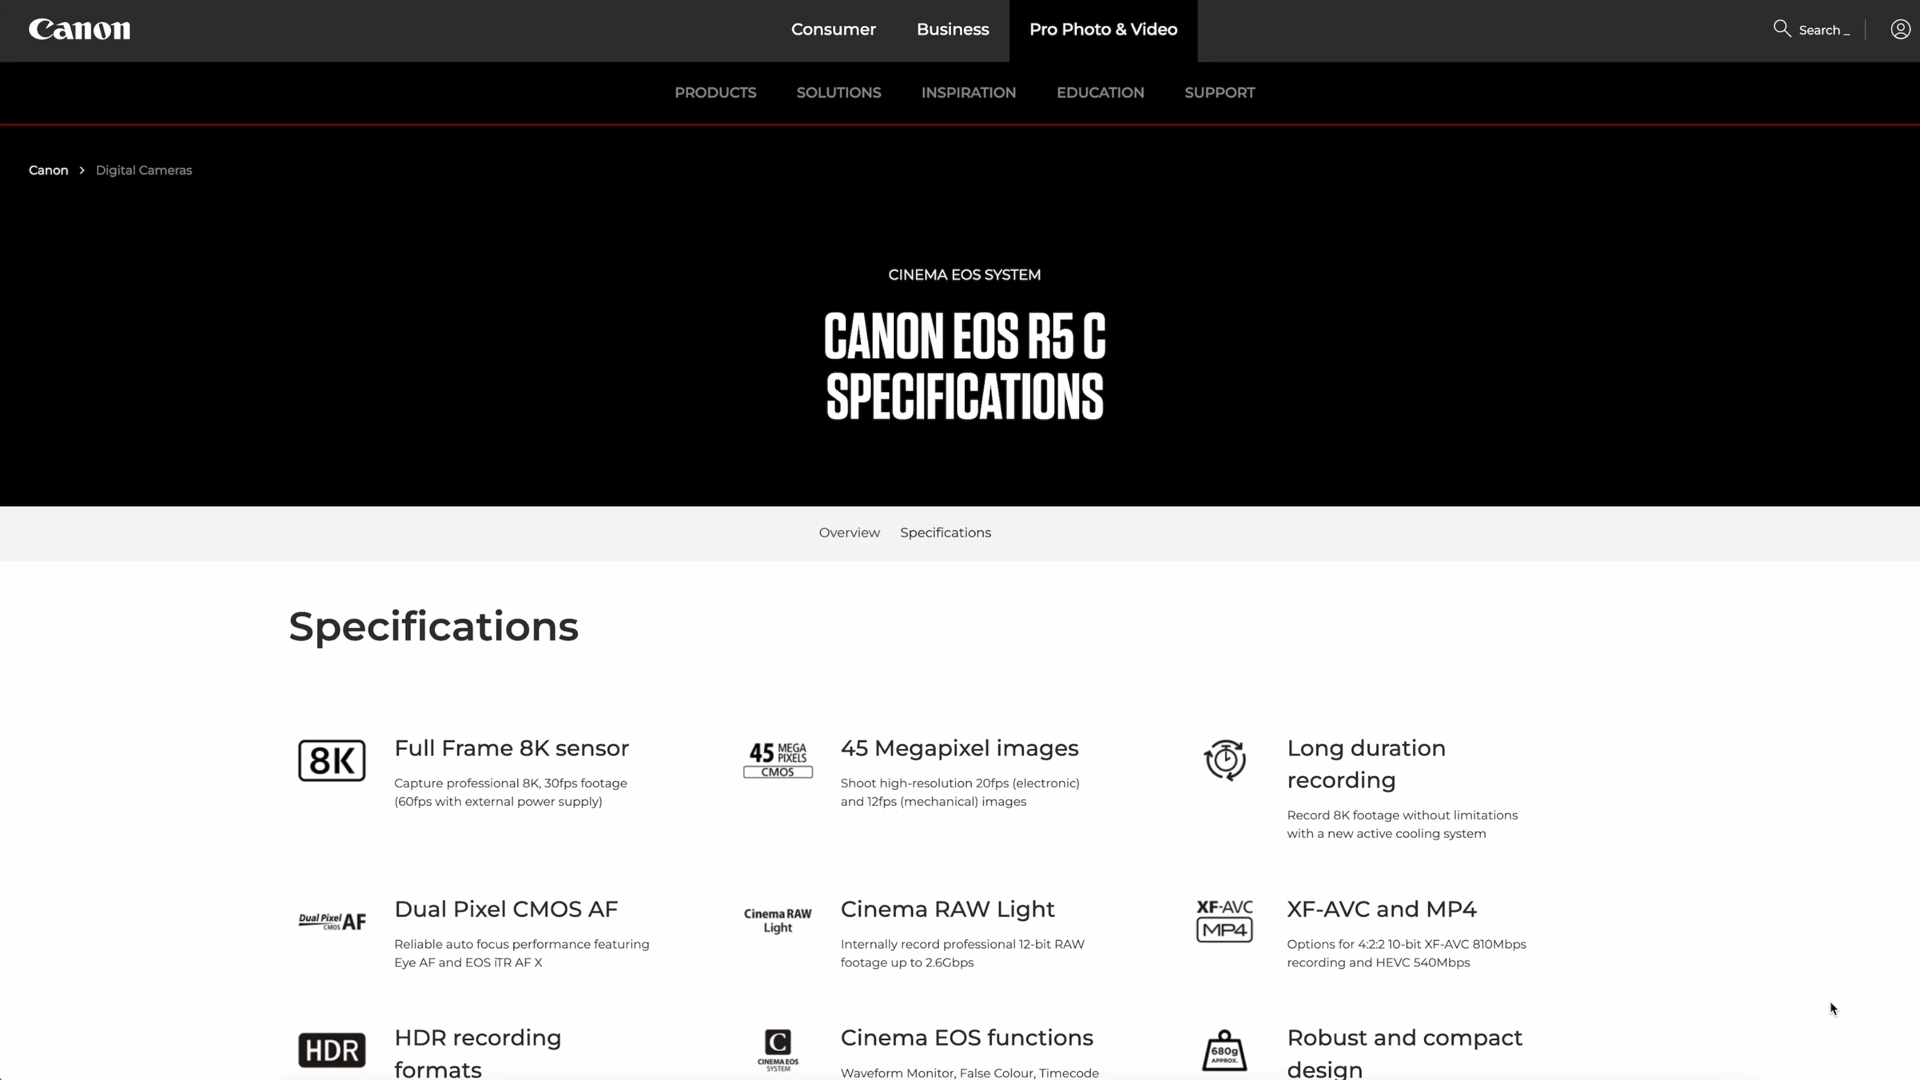 Canon
Consumer
Business
Pro Photo & Video
Search _
PRODUCTS
SOLUTIONS
INSPIRATION
EDUCATION
SUPPORT
Canon
Digital Cameras
CINEMA EOS SYSTEM
CANON EOS R5 C
SPECIFICATIONS
Overview
Specifications
Specifications
8K
Full Frame 8K sensor
Capture professional 8K, 30fps footage
(60fps with external power supply)
45 MEGA
PIXELS
CMOS
45 Megapixel images
Shoot high-resolution 20fps (electronic)
and 12fps (mechanical) images
Long duration
recording
Record 8K footage without limitations
with a new active cooling system
Dual Pixel AF
CMOS
Dual Pixel CMOS AF
Reliable auto focus performance featuring
Eye AF and EOS iTR AF X
Cinema RAW
Light
Cinema RAW Light
Internally record professional 12-bit RAW
footage up to 2.6Gbps
XF-AVC
MP4
XF-AVC and MP4
Options for 4:2:2 10-bit XF-AVC 810Mbps
recording and HEVC 540Mbps
HDR
HDR recording
formats
C
CINEMA EOS
SYSTEM
Cinema EOS functions
Waveform Monitor, False Colour, Timecode
680g
APPROX.
Robust and compact
design